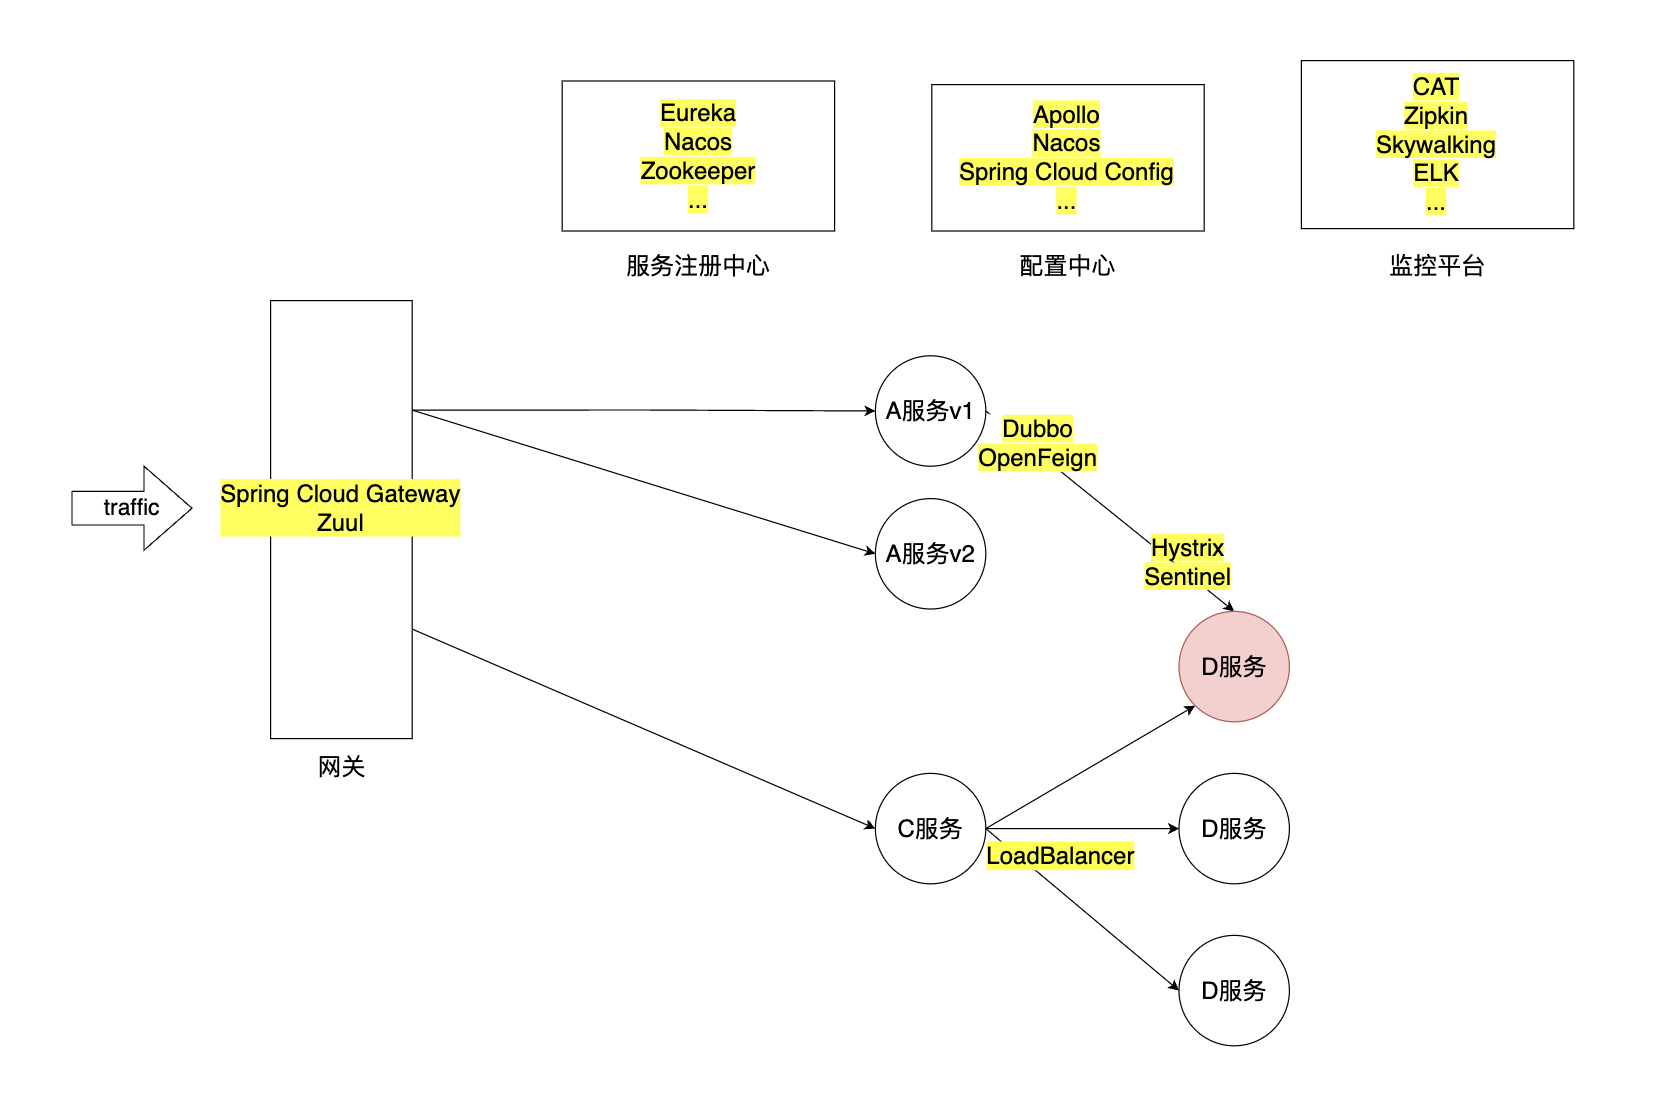 Eureka
Nacos
Zookeeper
...
服务注册中心
Apollo
Nacos
Spring Cloud Config
...
配置中心
CAT
Zipkin
Skywalking
ELK
...
监控平台
traffic
Spring Cloud Gateway
Zuul
网关
A服务v1
Dubbo
OpenFeign
A服务v2
Hystrix
Sentinel
D服务
C服务
LoadBalancer
D服务
D服务